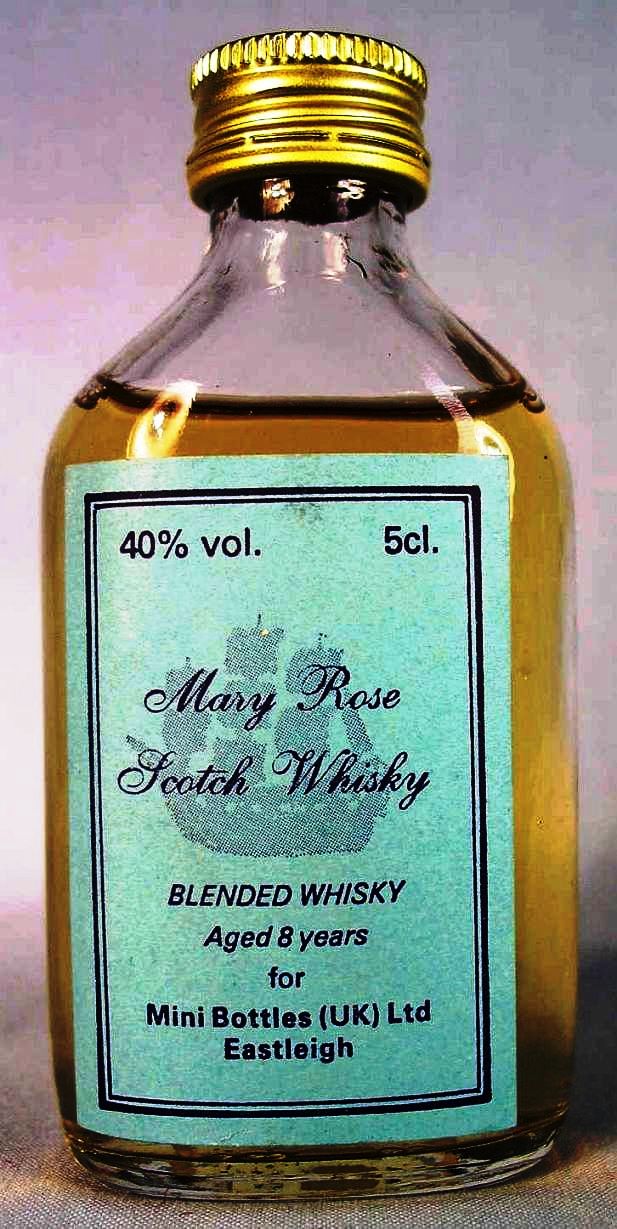 40% vol. 5cl.
Mary Rose
Scotch Whisky
BLENDED WHISKY
Aged 8 years
for
Mini Bottles (UK) Ltd
Eastleigh